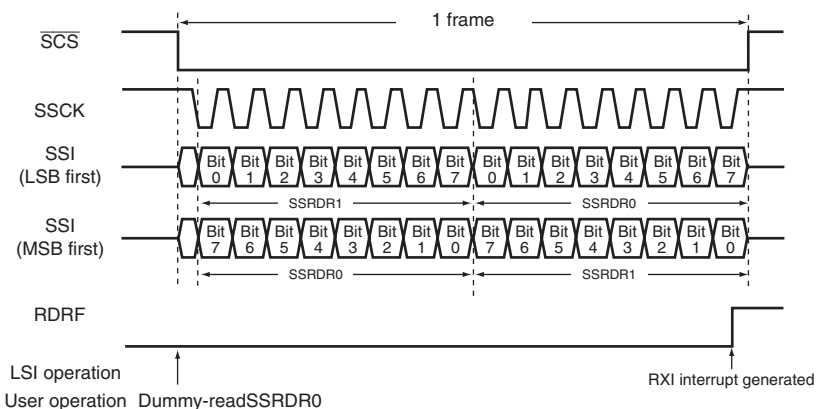 1 frame
SCS
SSCK
SSI
(LSB first)
Bit 0 Bit 1 Bit 2 Bit 3 Bit 4 Bit 5 Bit 6 Bit 7 Bit 0 Bit 1 Bit 2 Bit 3 Bit 4 Bit 5 Bit 6 Bit 7
SSRDR1 SSRDR0
SSI
(MSB first)
Bit 7 Bit 6 Bit 5 Bit 4 Bit 3 Bit 2 Bit 1 Bit 0 Bit 7 Bit 6 Bit 5 Bit 4 Bit 3 Bit 2 Bit 1 Bit 0
SSRDR0 SSRDR1
RDRF
LSI operation
RXI interrupt generated
User operation Dummy-readSSRDR0